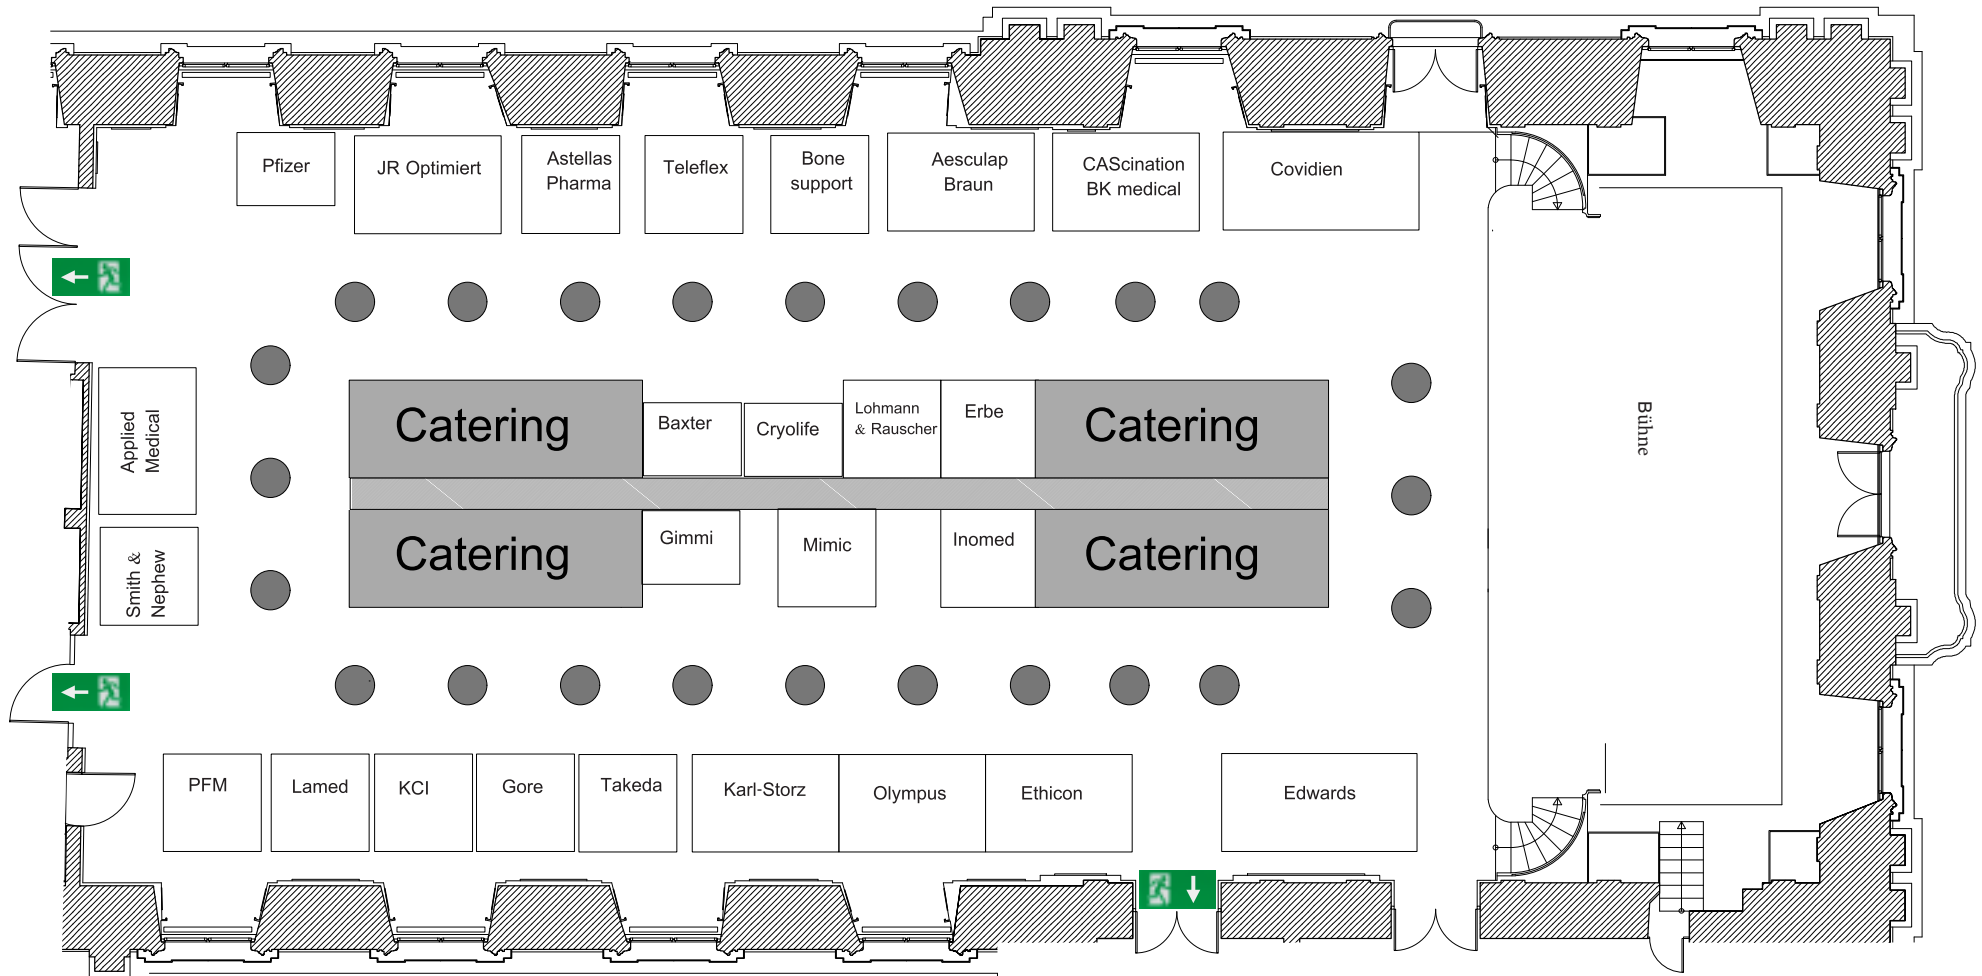 Pfizer
JR Optimiert
Astellas
Pharma
Teleflex
Bone
support
Aesculap
Braun
CAScination
BK medical
Covidien
Applied
Medical
Smith &
Nephew
Catering
Baxter
Cryolife
Lohmann
& Rauscher
Erbe
Catering
Bühne
Catering
Gimmi
Mimic
Inomed
Catering
PFM
Lamed
KCI
Gore
Takeda
Karl-Storz
Olympus
Ethicon
Edwards